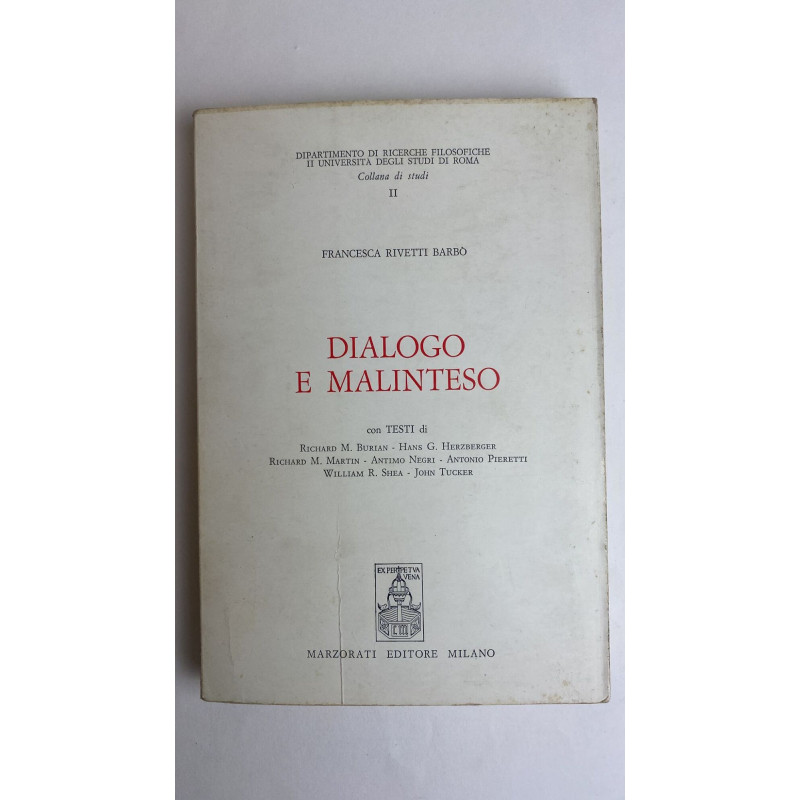 DIPARTIMENTO DI RICERCHE FILOSOFICHE
II UNIVERSITÀ DEGLI STUDI DI ROMA
Collana di studi
II
FRANCESCA RIVETTI BARBÒ
DIALOGO
E MALINTESO
con TESTI di
RICHARD M. BURIAN - HANS G. HERZBERGER
RICHARD M. MARTIN - ANTIMO NEGRI - ANTONIO PIERETTI
WILLIAM R. SHEA - JOHN TUCKER
EX PERPETVA
VENA
MARZORATI EDITORE MILANO